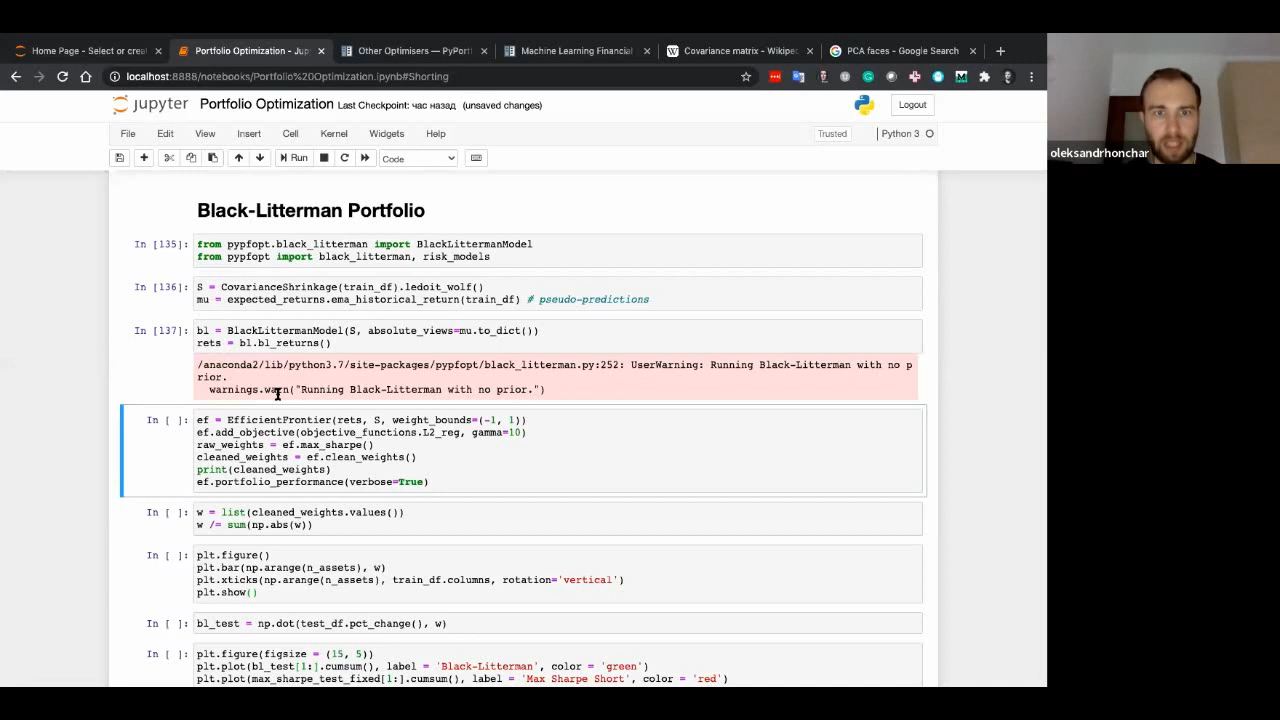 Home Page - Select or crea
Portfolio Optimization - Jup
Other Optimisers — PyPort
Machine Learning Financial
Covariance matrix - Wikiped
PCA faces - Google Search
localhost:8888/notebooks/Portfolio%20Optimization.ipynb#Shorting
jupyter Portfolio Optimization Last Checkpoint: час назад (unsaved changes)
Logout
File Edit View Insert Cell Kernel Widgets Help
Trusted
Python 3
Run
Code
oleksandrhonchar
Black-Litterman Portfolio
In [135]: from pypfopt.black_litterman import BlackLittermanModel
from pypfopt import black_litterman, risk_models
In [136]: S = CovarianceShrinkage(train_df).ledoit_wolf()
mu = expected_returns.ema_historical_return(train_df) # pseudo-predictions
In [137]: bl = BlackLittermanModel(S, absolute_views=mu.to_dict())
rets = bl.bl_returns()
/anaconda2/lib/python3.7/site-packages/pypfopt/black_litterman.py:252: UserWarning: Running Black-Litterman with no p
rior.
warnings.warn("Running Black-Litterman with no prior.")
In [ ]: ef = EfficientFrontier(rets, S, weight_bounds=(-1, 1))
ef.add_objective(objective_functions.L2_reg, gamma=10)
raw_weights = ef.max_sharpe()
cleaned_weights = ef.clean_weights()
print(cleaned_weights)
ef.portfolio_performance(verbose=True)
In [ ]: w = list(cleaned_weights.values())
w /= sum(np.abs(w))
In [ ]: plt.figure()
plt.bar(np.arange(n_assets), w)
plt.xticks(np.arange(n_assets), train_df.columns, rotation='vertical')
plt.show()
In [ ]: bl_test = np.dot(test_df.pct_change(), w)
In [ ]: plt.figure(figsize = (15, 5))
plt.plot(bl_test[1:].cumsum(), label = 'Black-Litterman', color = 'green')
plt.plot(max_sharpe_test_fixed[1:].cumsum(), label = 'Max Sharpe Short', color = 'red')